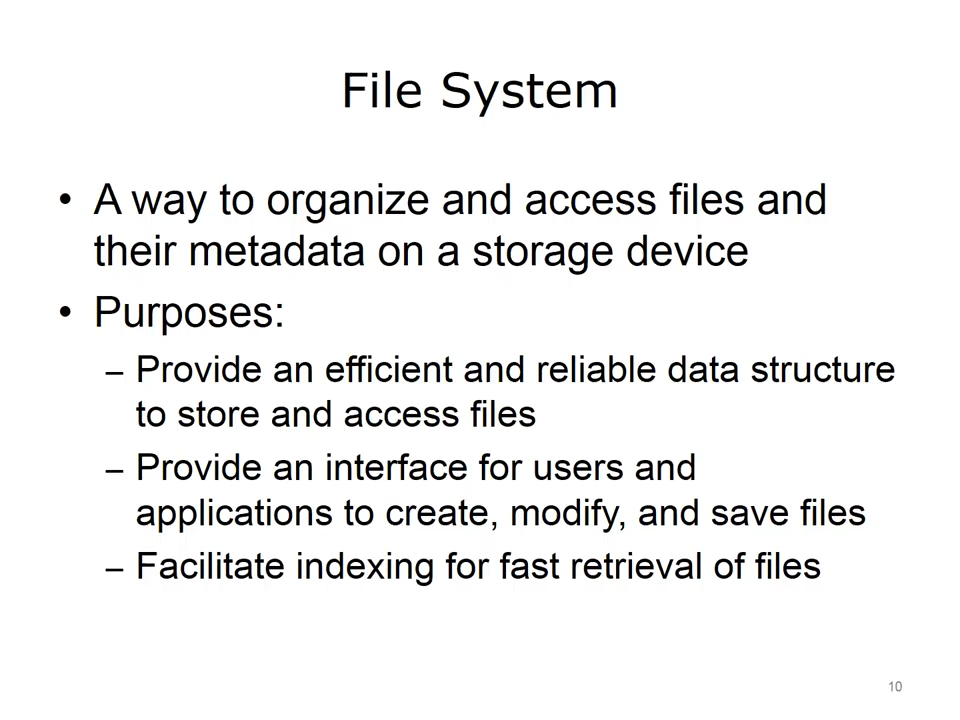 File System
• A way to organize and access files and
their metadata on a storage device
• Purposes:
– Provide an efficient and reliable data structure
to store and access files
– Provide an interface for users and
applications to create, modify, and save files
– Facilitate indexing for fast retrieval of files
10